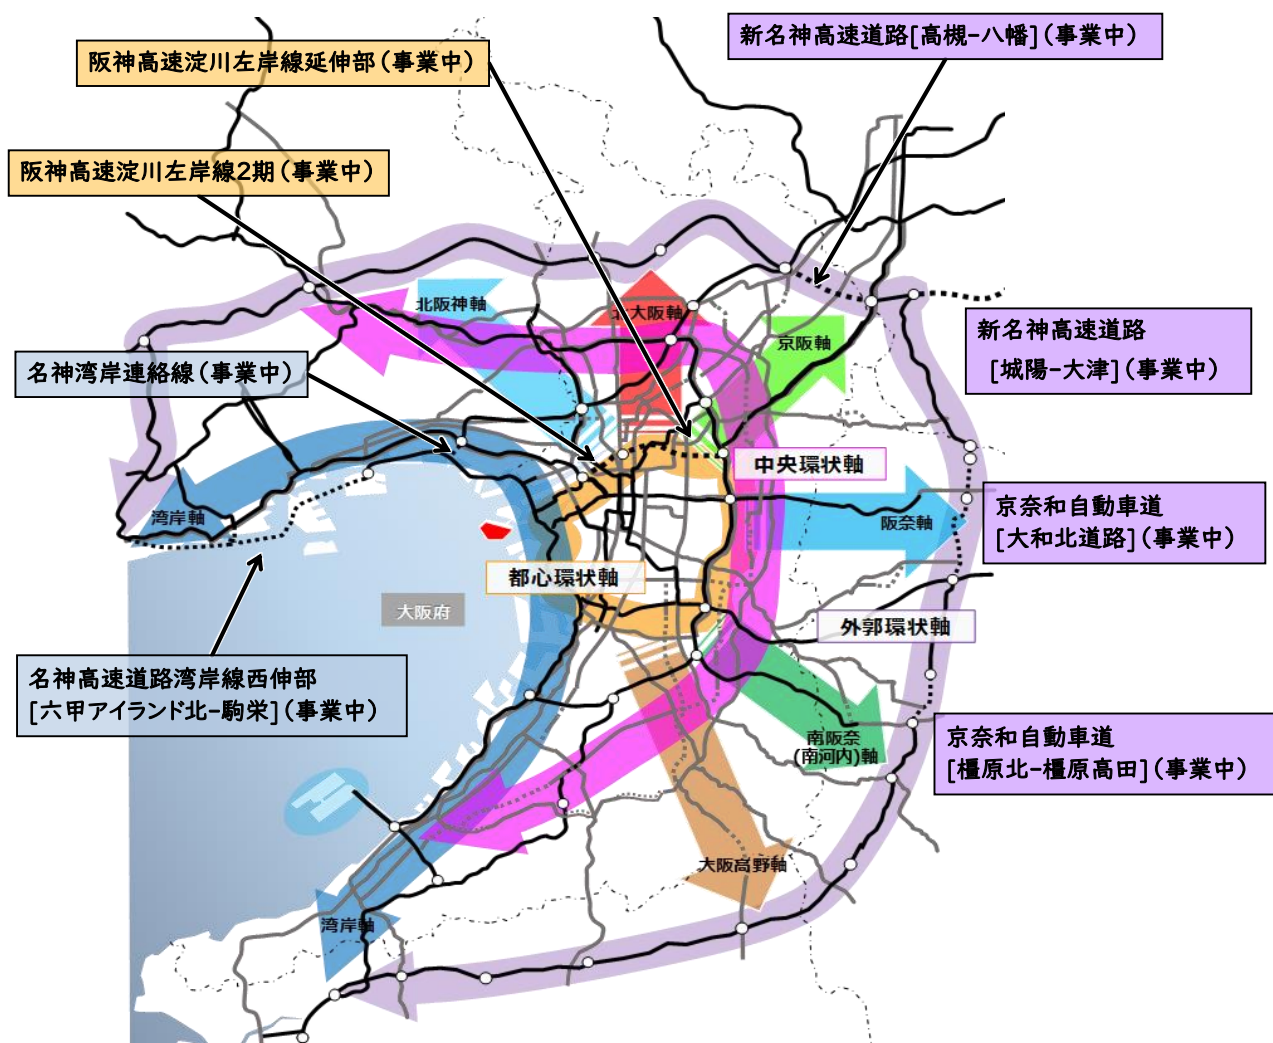 新名神高速道路[高槻−八幡](事業中)
阪神高速淀川左岸線延伸部(事業中)
阪神高速淀川左岸線2期(事業中)
北阪神軸
北大阪軸
京阪軸
新名神高速道路
[城陽−大津](事業中)
名神湾岸連絡線(事業中)
中央環状軸
湾岸軸
阪奈軸
京奈和自動車道
[大和北道路](事業中)
都心環状軸
大阪府
外郭環状軸
名神高速道路湾岸線西伸部
[六甲アイランド北−駒栄](事業中)
南阪奈
(南河内)軸
京奈和自動車道
[橿原北−橿原高田](事業中)
大阪高野軸
湾岸軸